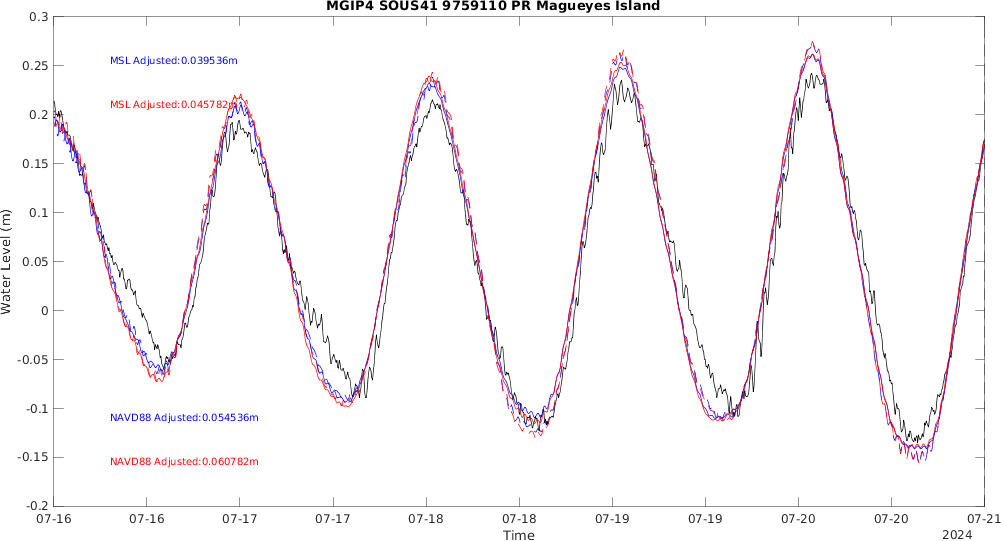 MGIP4 SOUS41 9759110 PR Magueyes Island
0.3
0.25
0.2
0.15
0.1
0.05
0
-0.05
-0.1
-0.15
-0.2
Water Level (m)
MSL Adjusted:0.039536m
MSL Adjusted:0.045782m
NAVD88 Adjusted:0.054536m
NAVD88 Adjusted:0.060782m
07-16 07-16 07-17 07-17 07-18 07-18 07-19 07-19 07-20 07-20 07-21
Time
2024